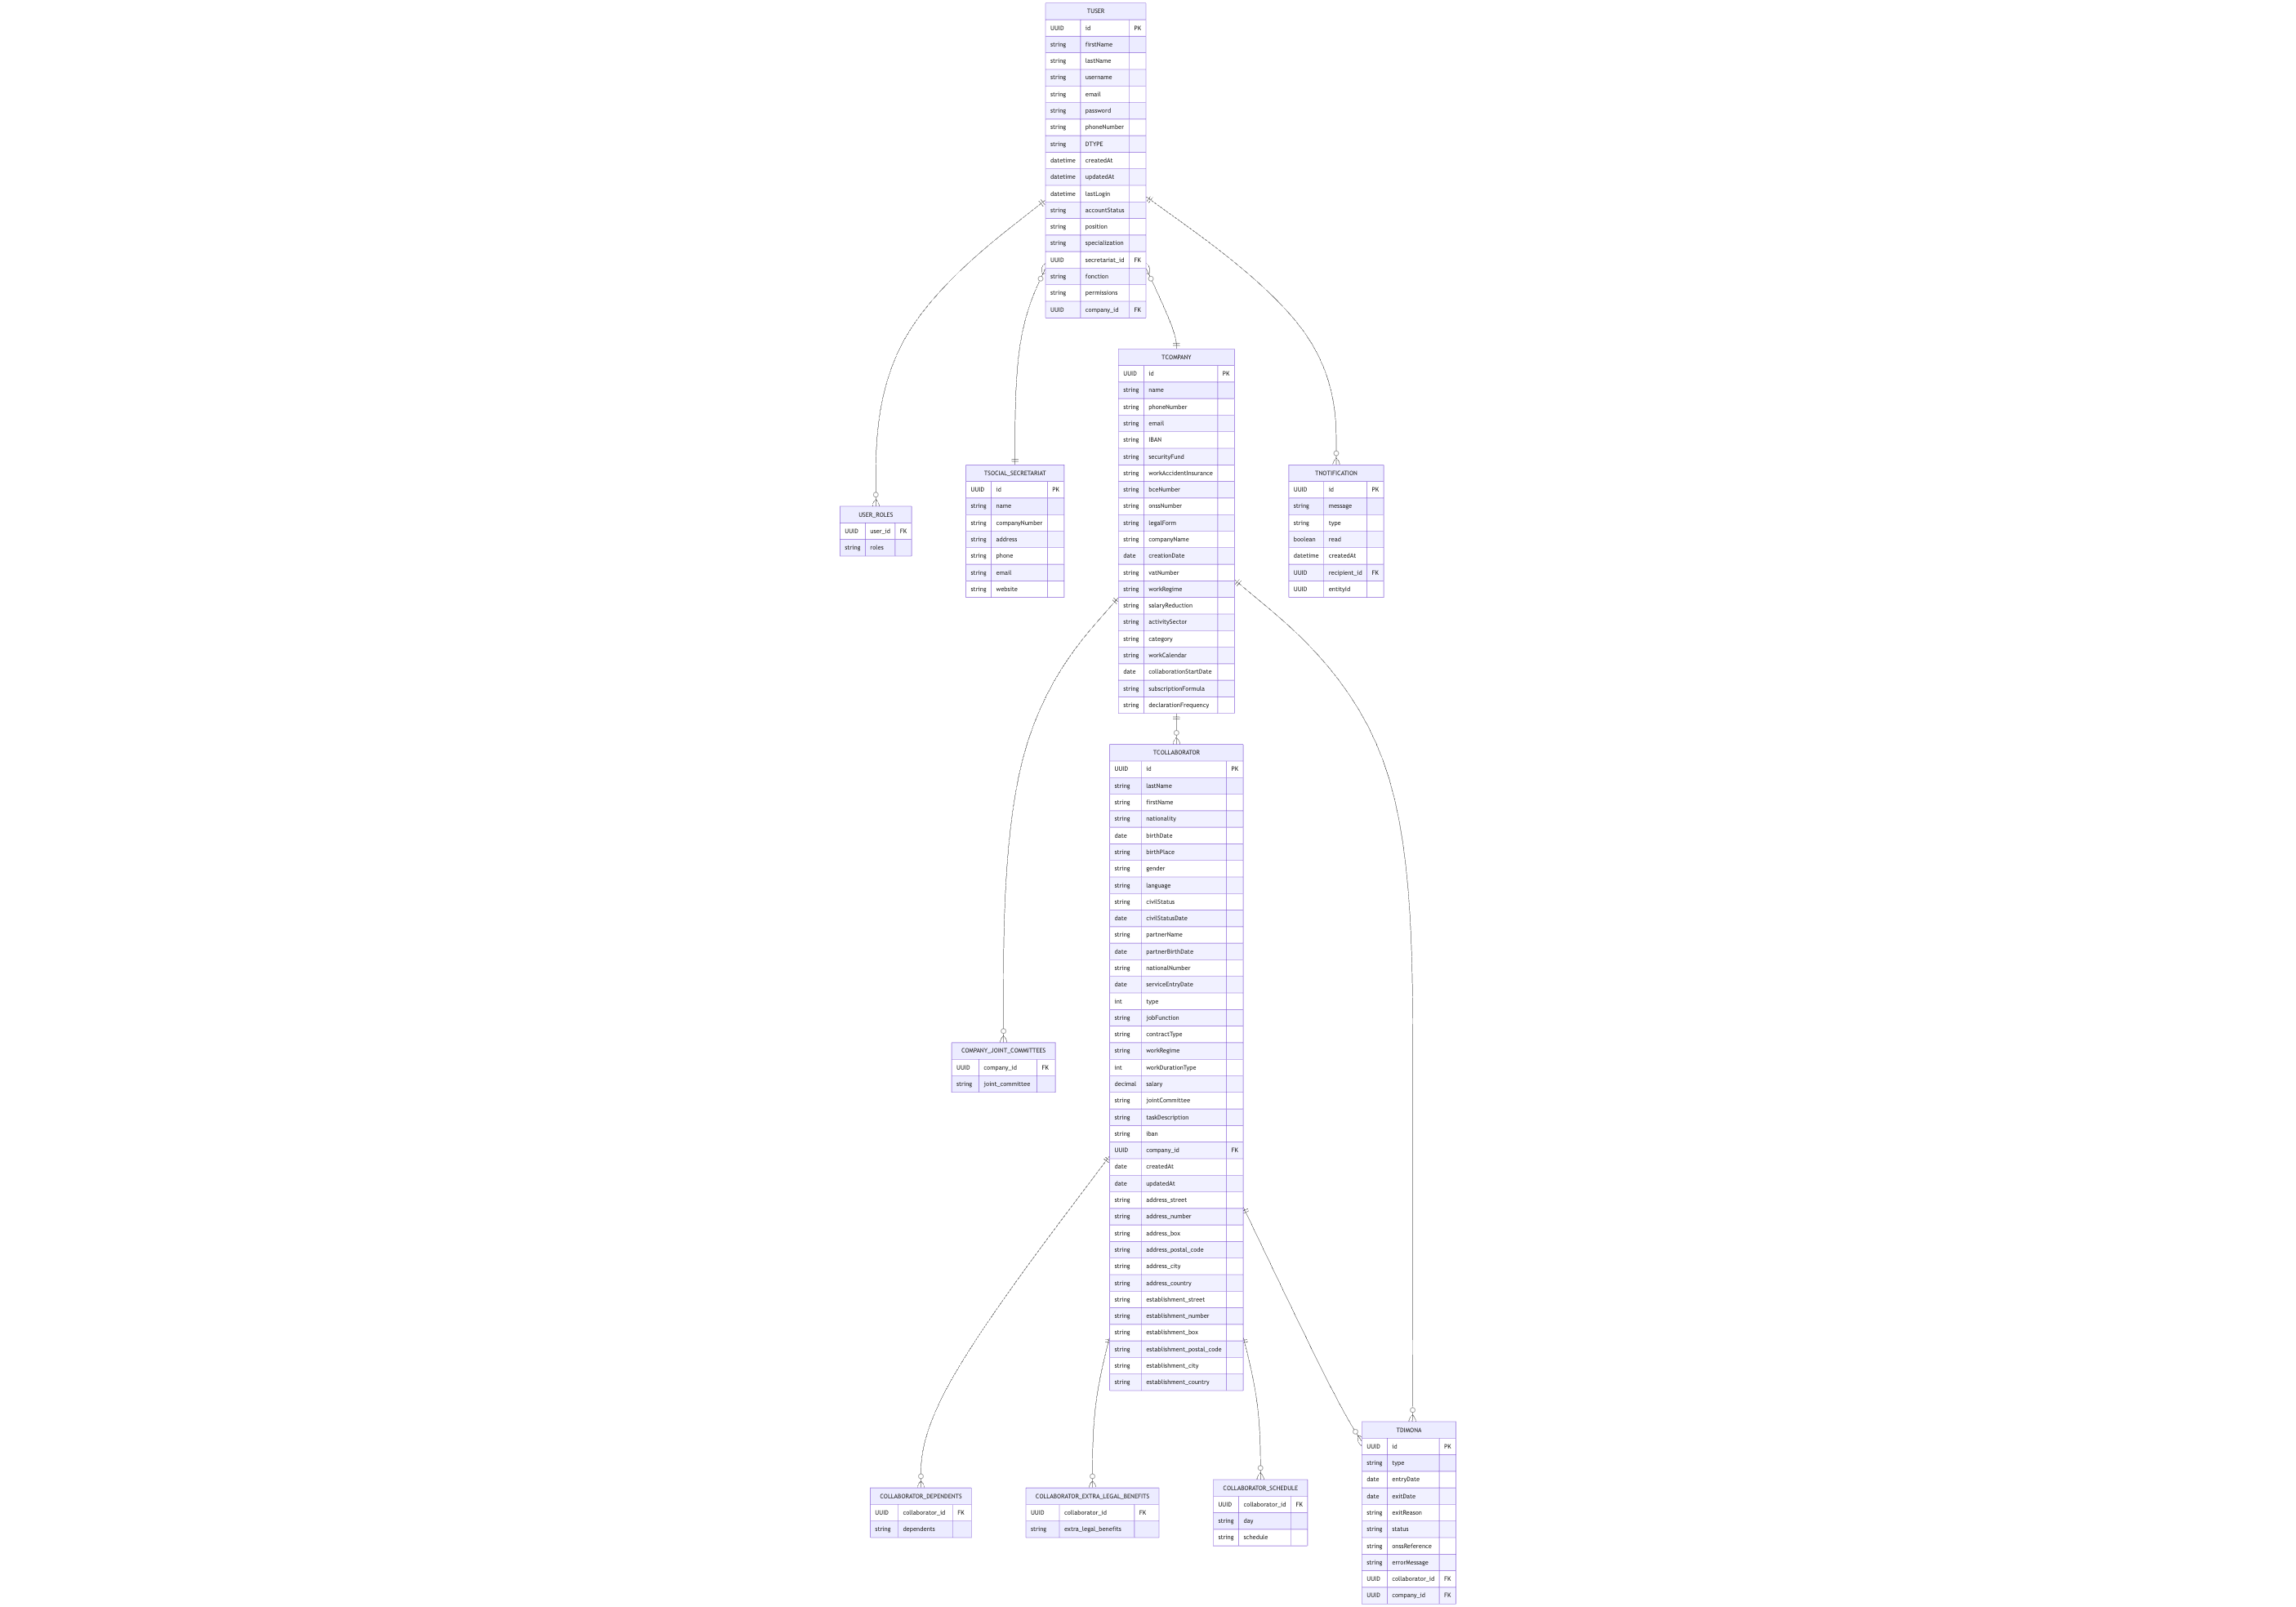 TUSER
UUID id PK
string firstName
string lastName
string username
string email
string password
string phoneNumber
string DTYPE
datetime createdAt
datetime updatedAt
datetime lastLogin
string accountStatus
string position
string specialization
UUID secretariat_id FK
string fonction
string permissions
UUID company_id FK
TCOMPANY
UUID id PK
string name
string phoneNumber
string email
string IBAN
string securityFund
string workAccidentInsurance
string bceNumber
string onssNumber
string legalForm
string companyName
date creationDate
string vatNumber
string workRegime
string salaryReduction
string activitySector
string category
string workCalendar
date collaborationStartDate
string subscriptionFormula
string declarationFrequency
TSOCIAL_SECRETARIAT
UUID id PK
string name
string companyNumber
string address
string phone
string email
string website
TNOTIFICATION
UUID id PK
string message
string type
boolean read
datetime createdAt
UUID recipient_id FK
UUID entityId
USER_ROLES
UUID user_id FK
string roles
TCOLLABORATOR
UUID id PK
string lastName
string firstName
string nationality
date birthDate
string birthPlace
string gender
string language
string civilStatus
date civilStatusDate
string partnerName
date partnerBirthDate
string nationalNumber
date serviceEntryDate
int type
string jobFunction
string contractType
string workRegime
int workDurationType
decimal salary
string jointCommittee
string taskDescription
string iban
UUID company_id FK
date createdAt
date updatedAt
string address_street
string address_number
string address_box
string address_postal_code
string address_city
string address_country
string establishment_street
string establishment_number
string establishment_box
string establishment_postal_code
string establishment_city
string establishment_country
COMPANY_JOINT_COMMITTEES
UUID company_id FK
string joint_committee
TDIMONA
UUID id PK
string type
date entryDate
date exitDate
string exitReason
string status
string onssReference
string errorMessage
UUID collaborator_id FK
UUID company_id FK
COLLABORATOR_DEPENDENTS
UUID collaborator_id FK
string dependents
COLLABORATOR_EXTRA_LEGAL_BENEFITS
UUID collaborator_id FK
string extra_legal_benefits
COLLABORATOR_SCHEDULE
UUID collaborator_id FK
string day
string schedule